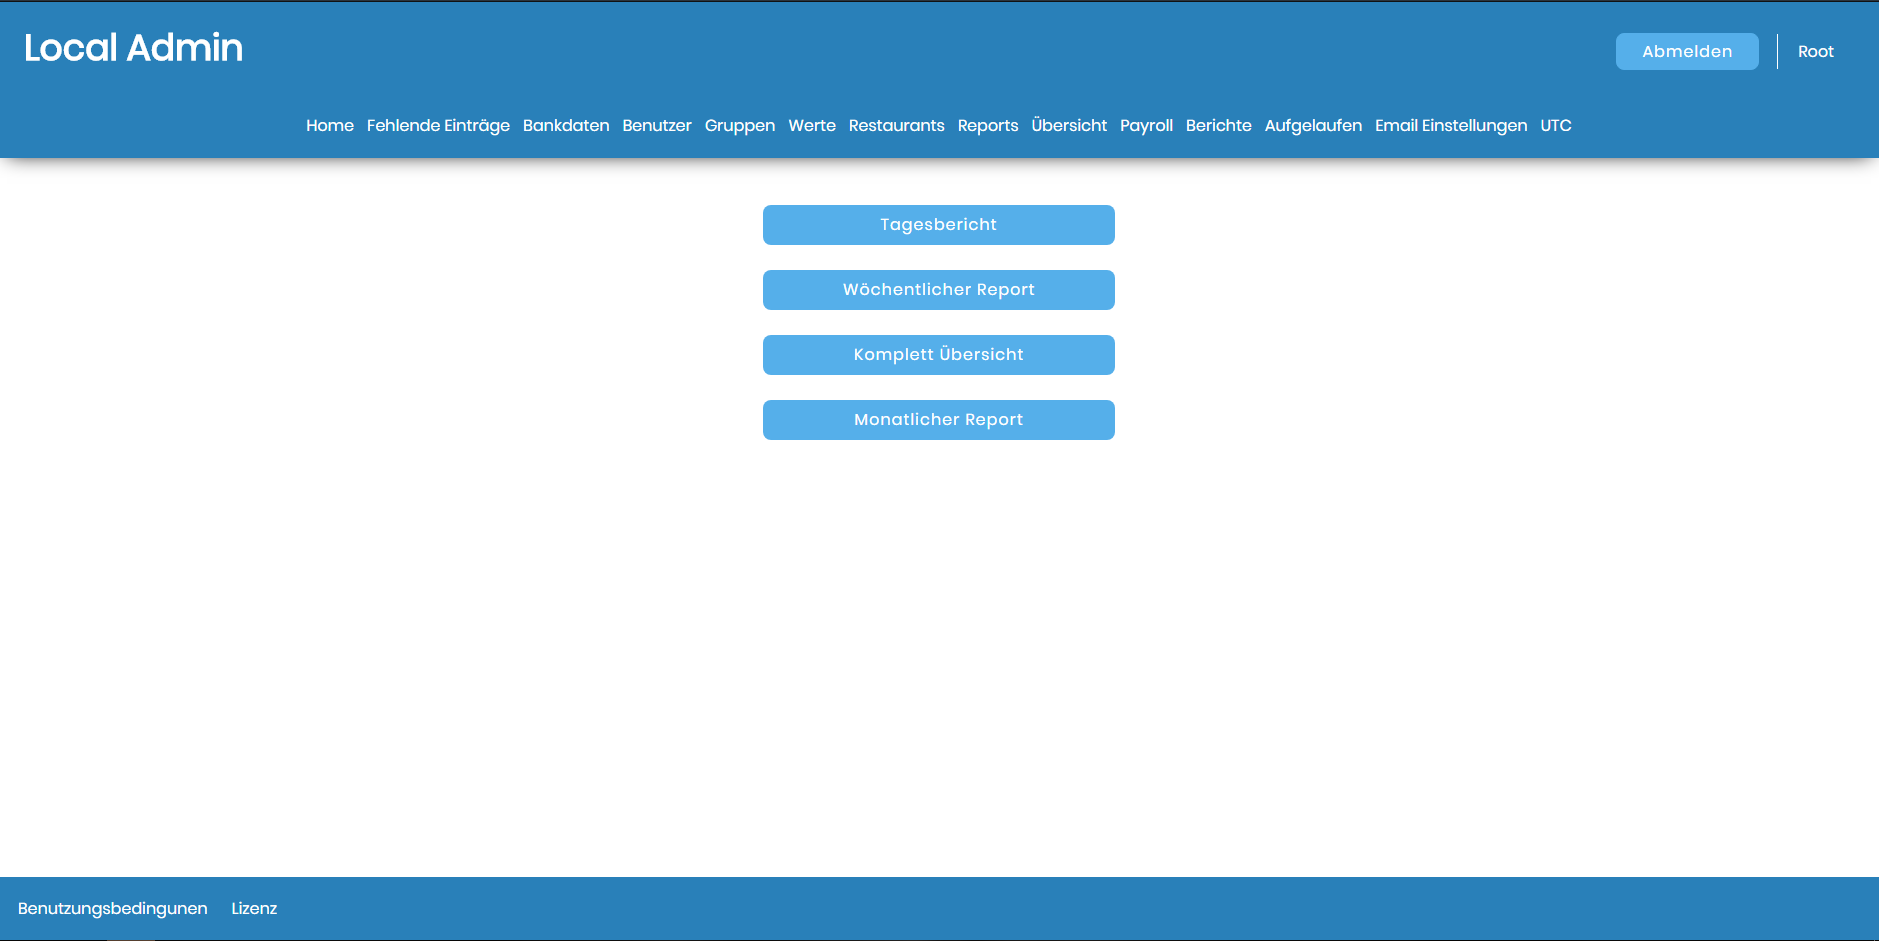 Local Admin
Abmelden Root
Home Fehlende Einträge Bankdaten Benutzer Gruppen Werte Restaurants Reports Übersicht Payroll Berichte Aufgelaufen Email Einstellungen UTC
Tagesbericht
Wöchentlicher Report
Komplett Übersicht
Monatlicher Report
Benutzungsbedingunen Lizenz